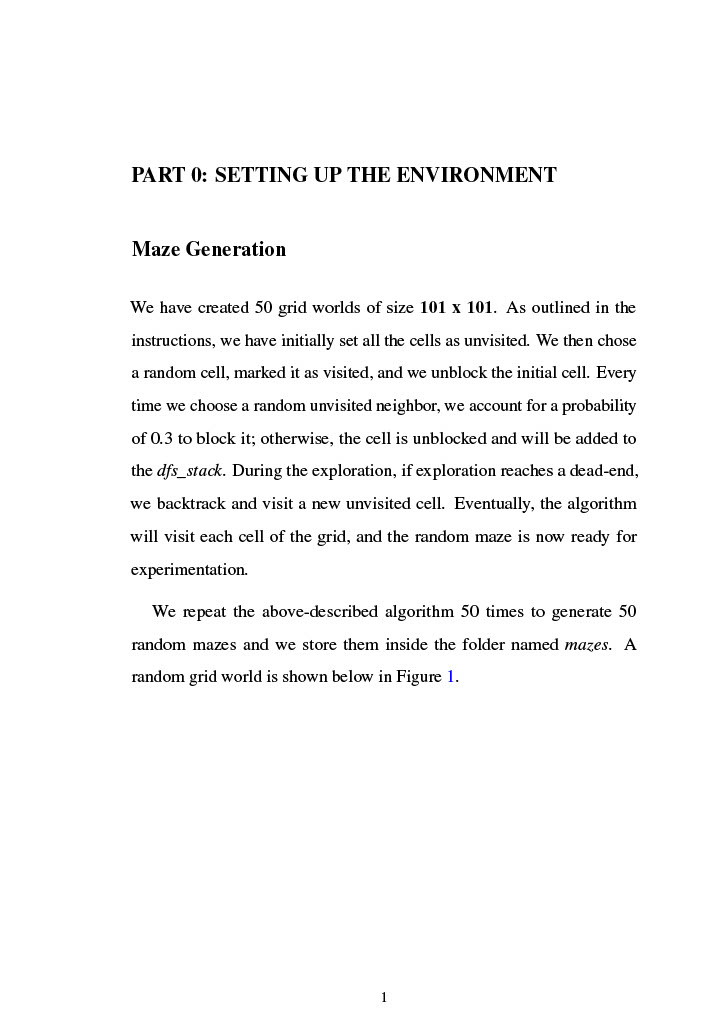 PART 0: SETTING UP THE ENVIRONMENT
Maze Generation
We have created 50 grid worlds of size 101 x 101. As outlined in the
instructions, we have initially set all the cells as unvisited. We then chose
a random cell, marked it as visited, and we unblock the initial cell. Every
time we choose a random unvisited neighbor, we account for a probability
of 0.3 to block it; otherwise, the cell is unblocked and will be added to
the dfs_stack. During the exploration, if exploration reaches a dead-end,
we backtrack and visit a new unvisited cell. Eventually, the algorithm
will visit each cell of the grid, and the random maze is now ready for
experimentation.
We repeat the above-described algorithm 50 times to generate 50
random mazes and we store them inside the folder named mazes. A
random grid world is shown below in Figure 1.
1